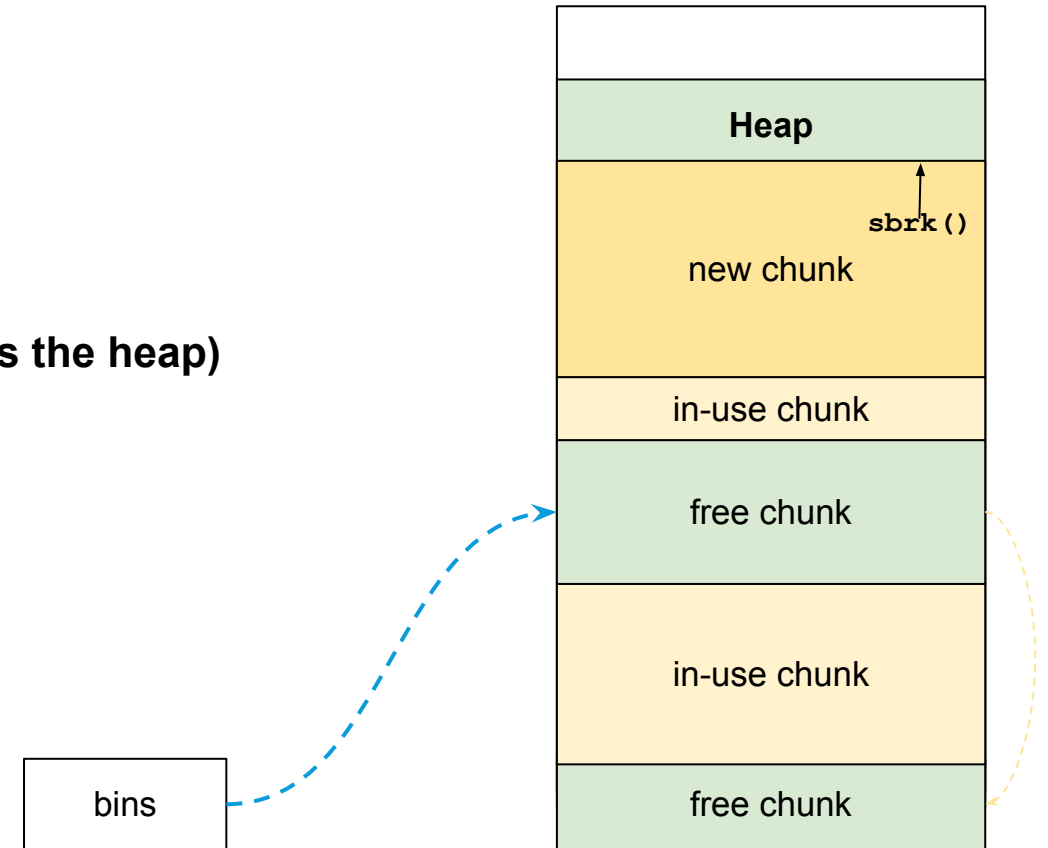 Heap
sbrk()
new chunk
s the heap)
in-use chunk
free chunk
in-use chunk
bins
free chunk